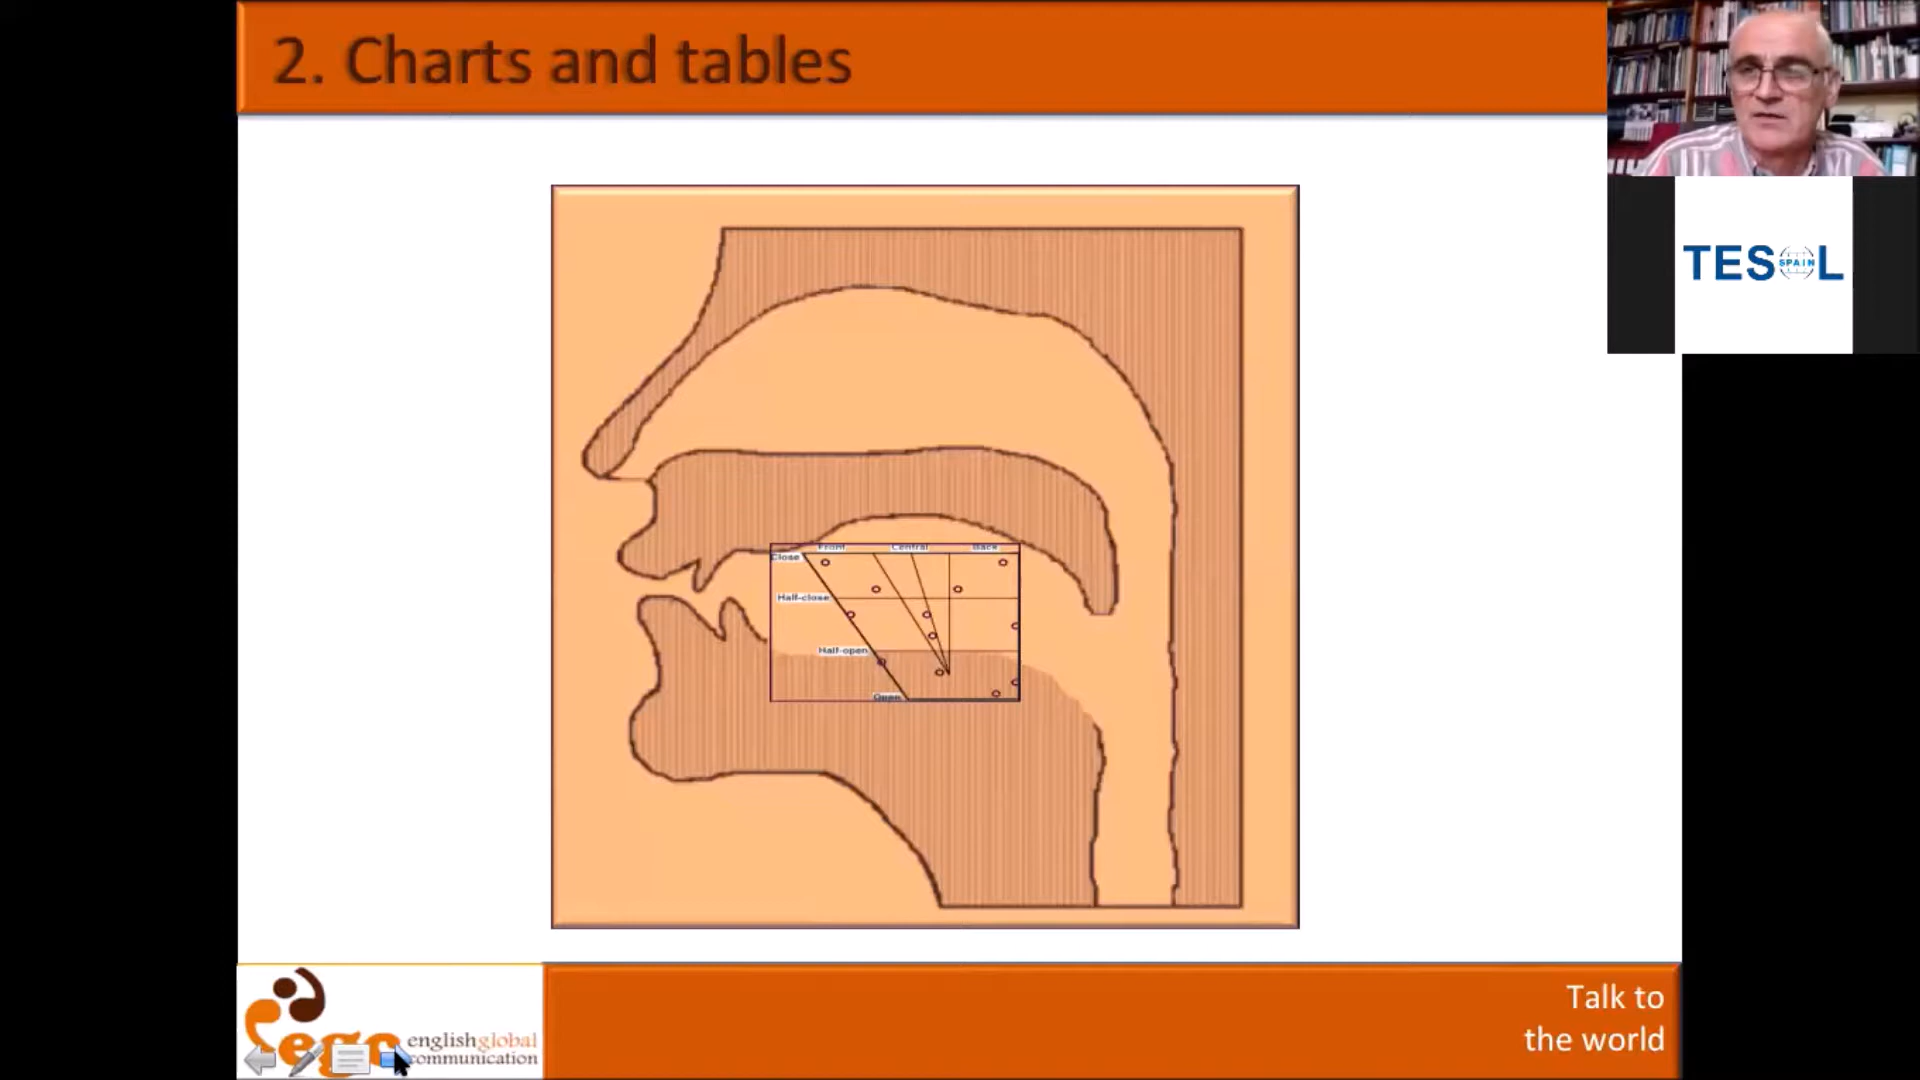 2. Charts and tables
TESOL
SPAIN
Front
Central
Back
Close
Half-close
Half-open
Open
ego
englishglobal
communication
Talk to
the world